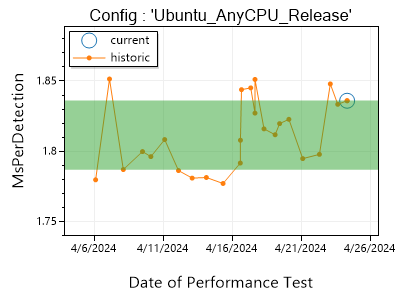 Config : 'Ubuntu_AnyCPU_Release'
current
historic
MsPerDetection
1.85
1.8
1.75
4/6/2024 4/11/2024 4/16/2024 4/21/2024 4/26/2024
Date of Performance Test